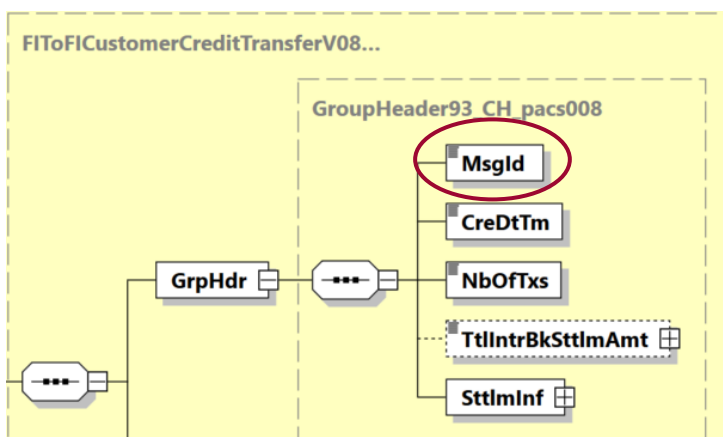 FIToFICustomerCreditTransferV08...
GroupHeader93_CH_pacs008
MsgId
CreDtTm
GrpHdr
NbOfTxs
TtlIntrBkSttlmAmt
SttlmInf